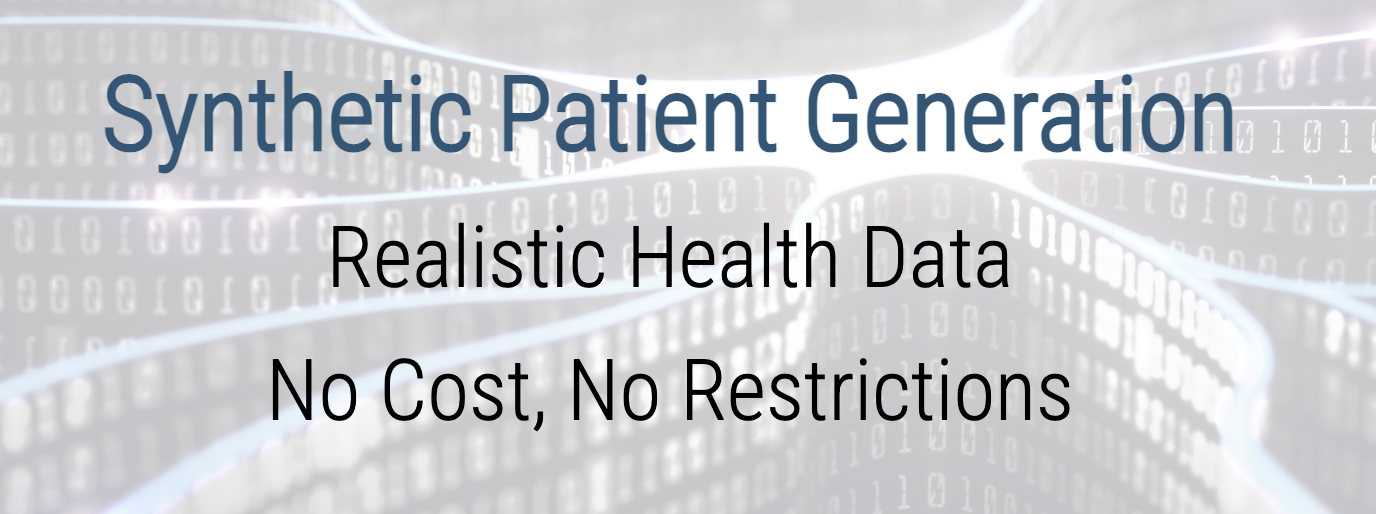 Synthetic Patient Generation
Realistic Health Data
No Cost, No Restrictions